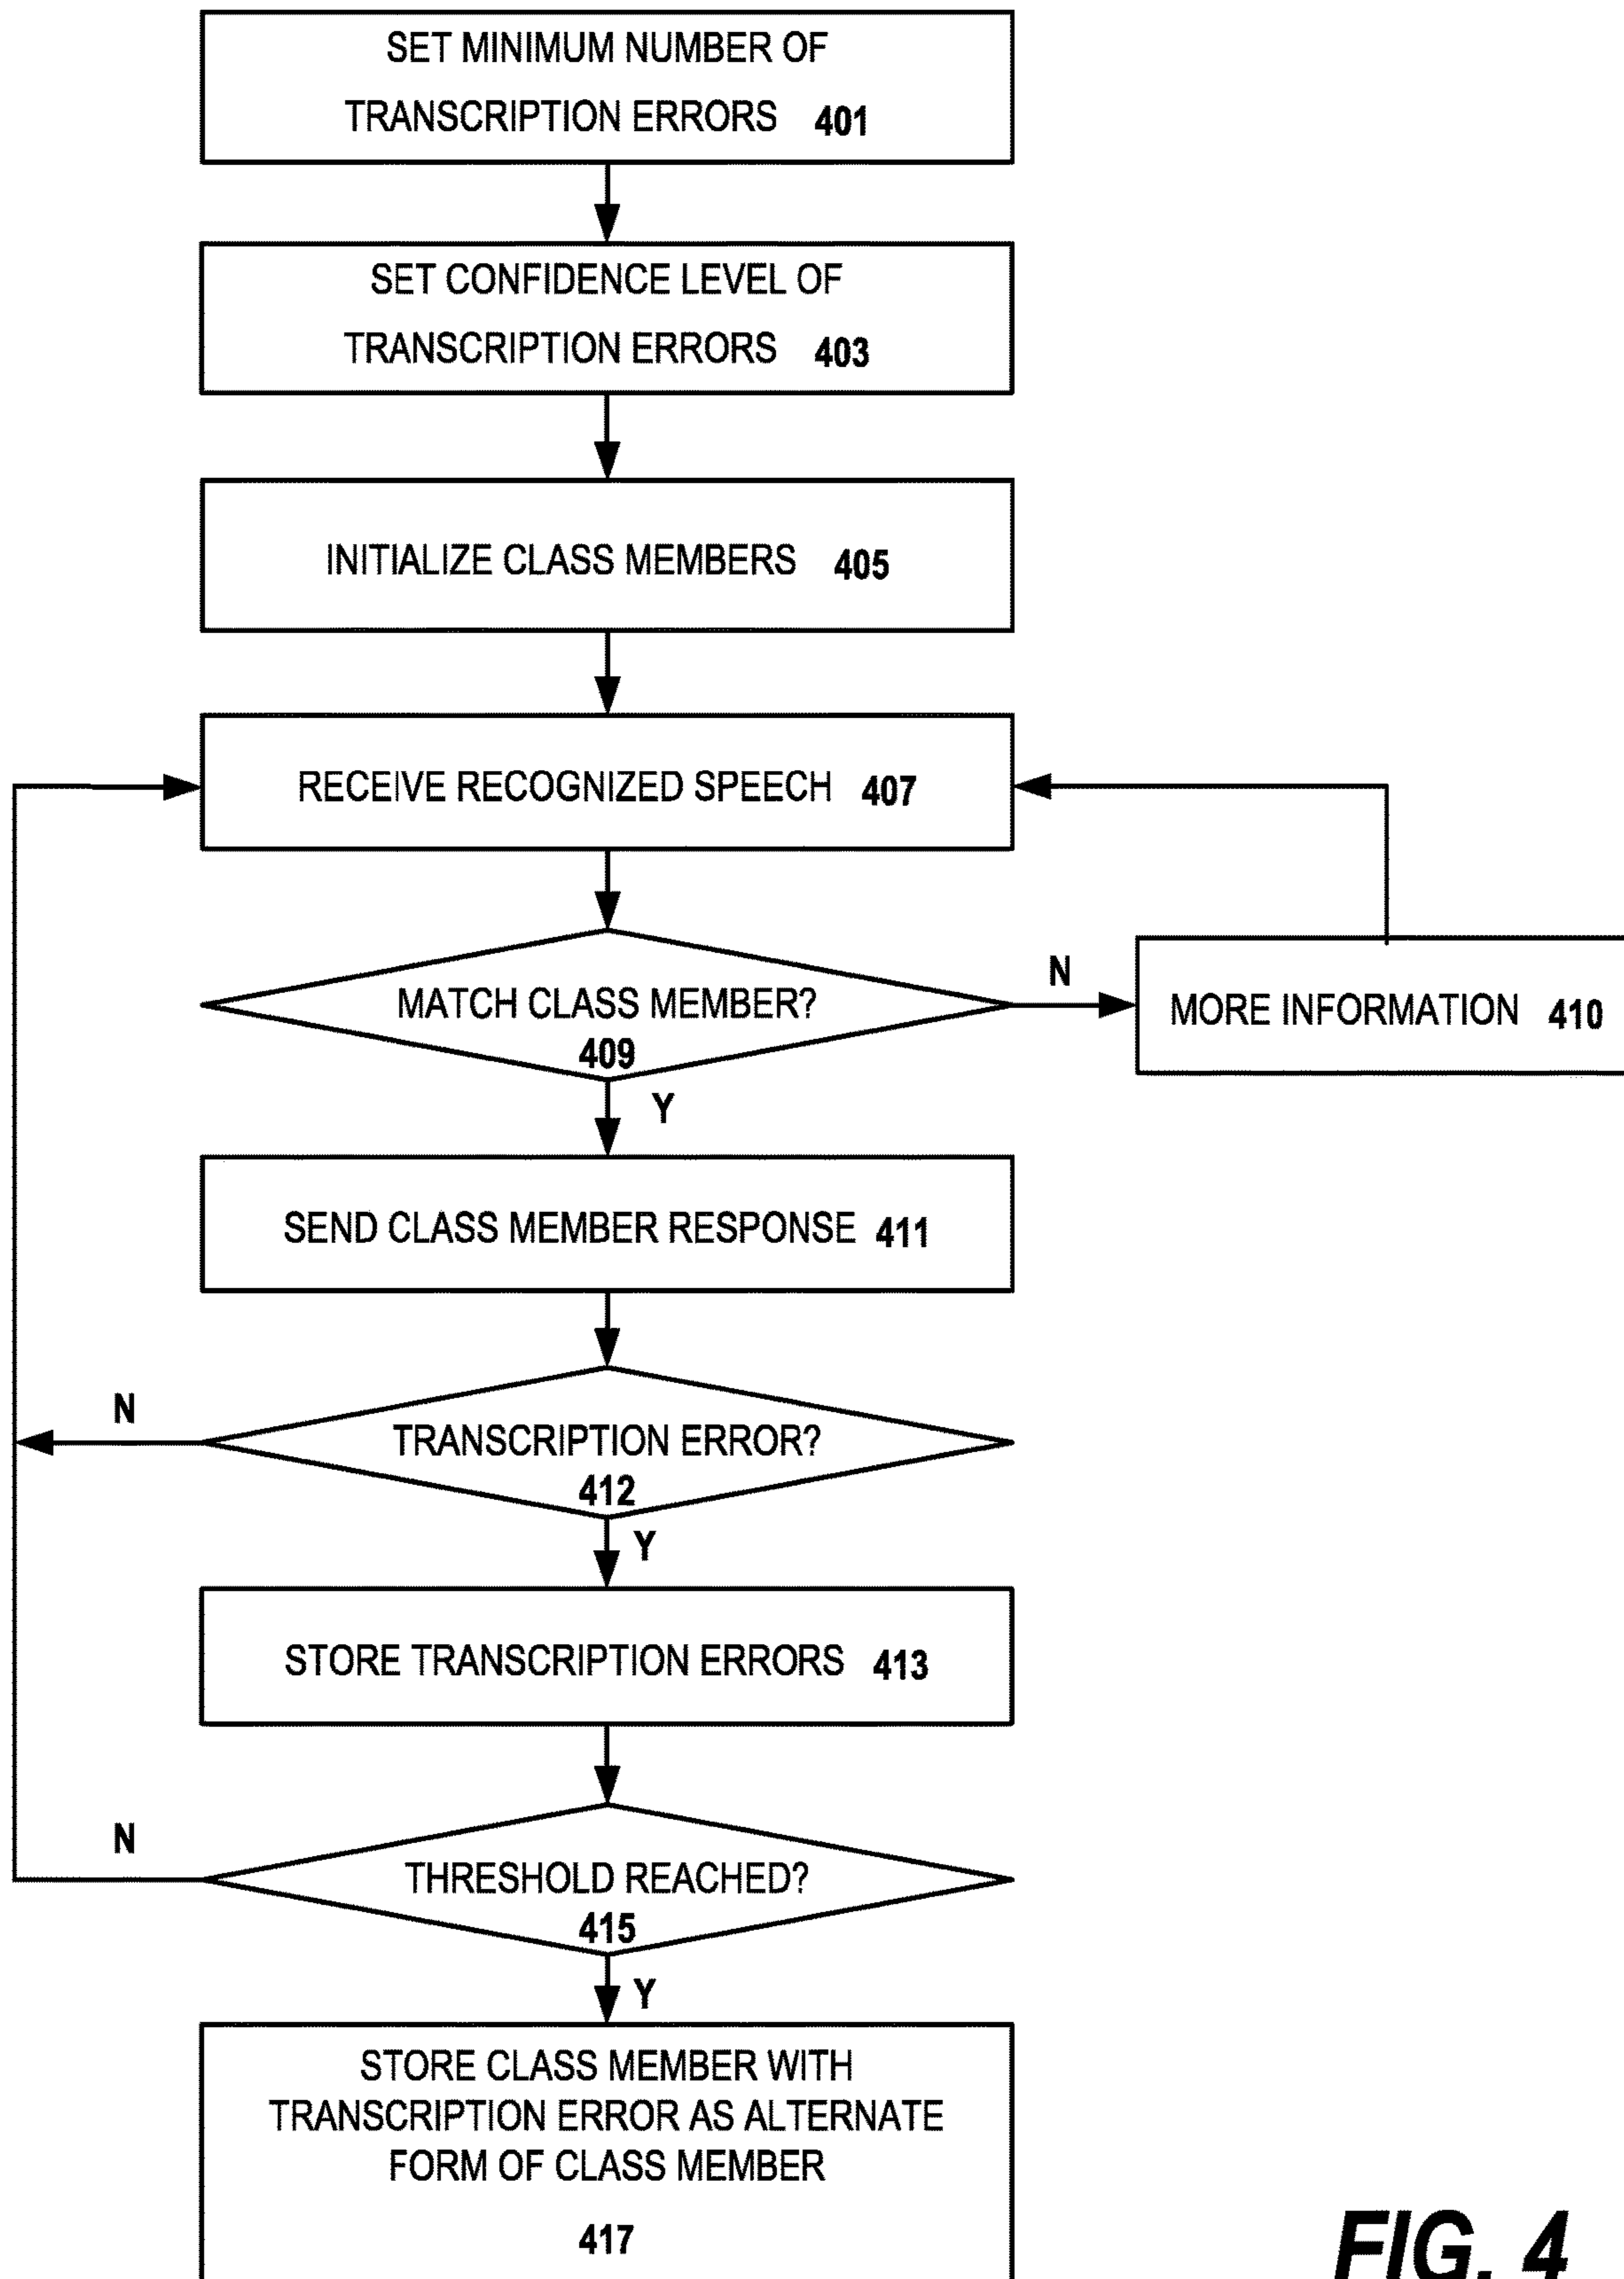 SET MINIMUM NUMBER OF
TRANSCRIPTION ERRORS 401
SET CONFIDENCE LEVEL OF
TRANSCRIPTION ERRORS 403
INITIALIZE CLASS MEMBERS 405
RECEIVE RECOGNIZED SPEECH 407
MATCH CLASS MEMBER?
409
N
MORE INFORMATION 410
Y
SEND CLASS MEMBER RESPONSE 411
N
TRANSCRIPTION ERROR?
412
Y
STORE TRANSCRIPTION ERRORS 413
N
THRESHOLD REACHED?
415
Y
STORE CLASS MEMBER WITH
TRANSCRIPTION ERROR AS ALTERNATE
FORM OF CLASS MEMBER
417
FIG. 4